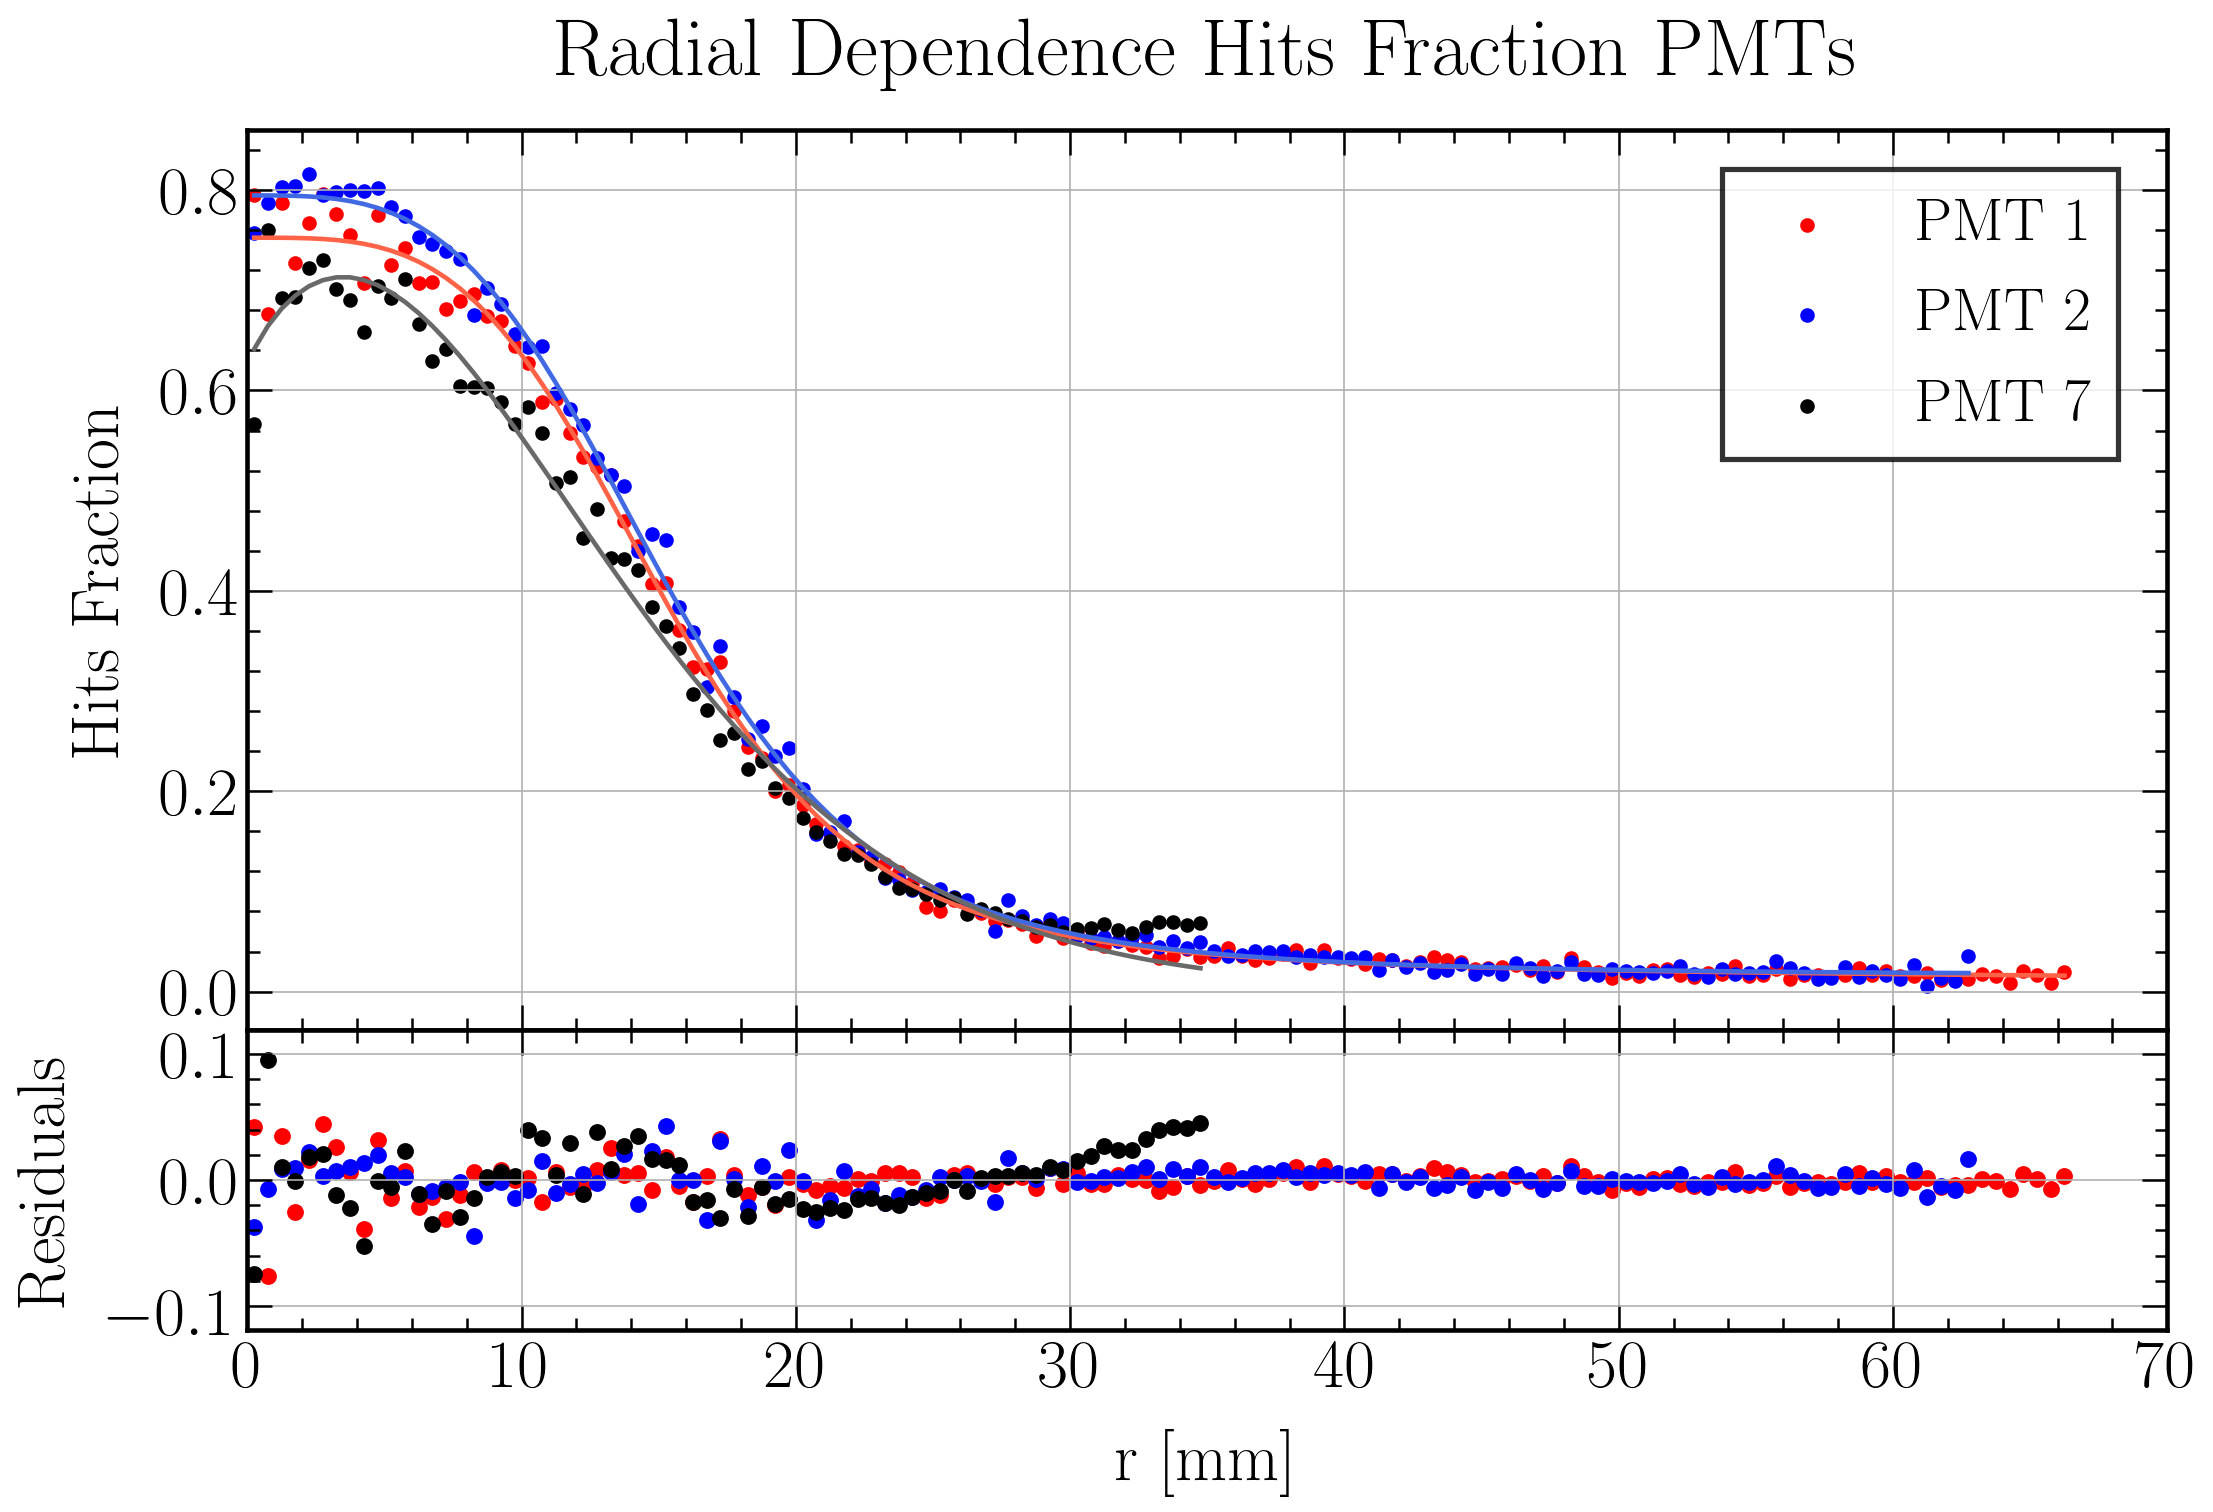 Radial Dependence Hits Fraction PMTs
0.8
0.6
0.4
0.2
0.0
Hits Fraction
PMT 1
PMT 2
PMT 7
0.1
0.0
−0.1
Residuals
0 10 20 30 40 50 60 70
r [mm]